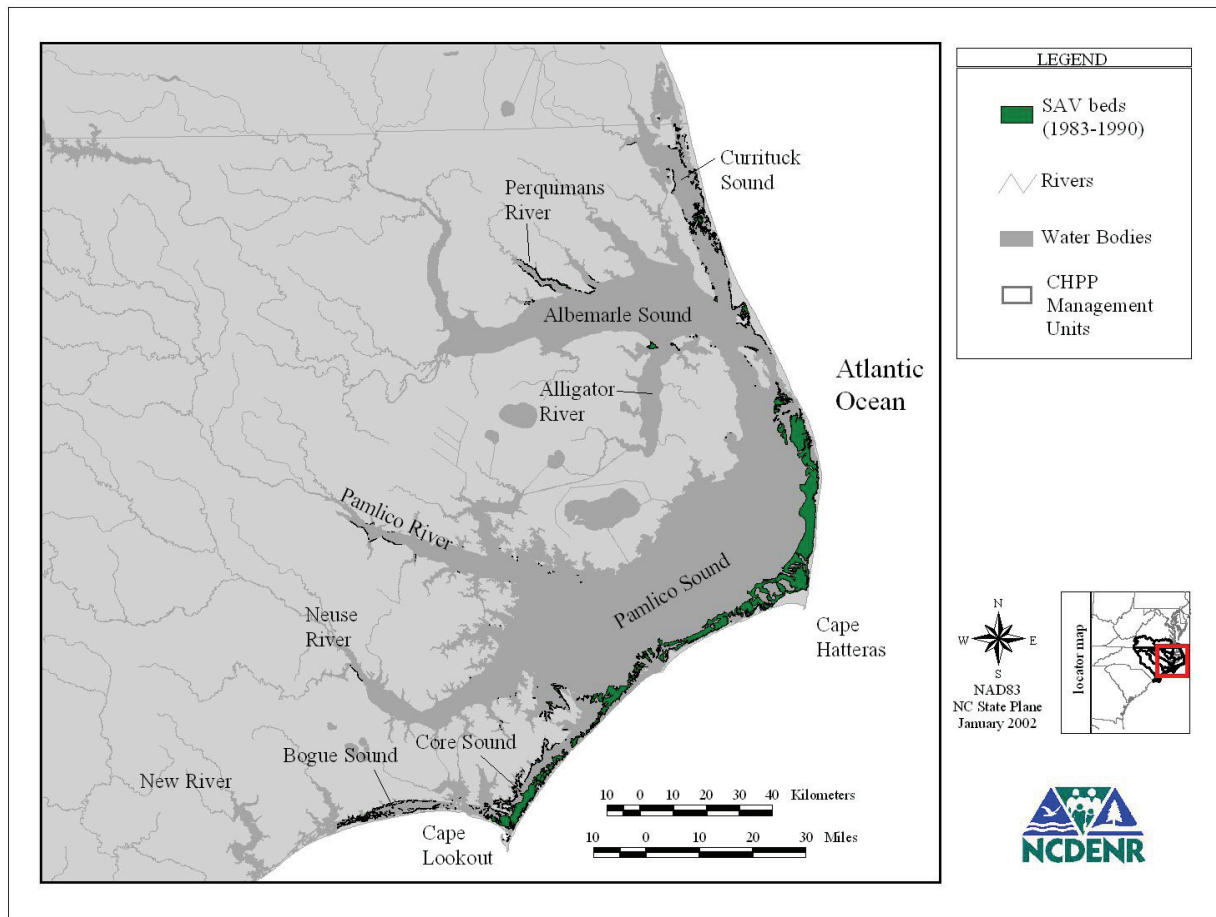 LEGEND
SAV beds
(1983-1990)
Rivers
Water Bodies
CHPP
Management
Units
Currituck
Sound
Perquimans
River
Albemarle Sound
Atlantic
Ocean
Alligator
River
Pamlico River
Pamlico Sound
Neuse
River
Cape
Hatteras
Core Sound
Bogue Sound
New River
Cape
Lookout
10 0 10 20 30 40 Kilometers
10 0 10 20 30 Miles
N
W E
S
NAD83
NC State Plane
January 2002
locator map
NCDENR